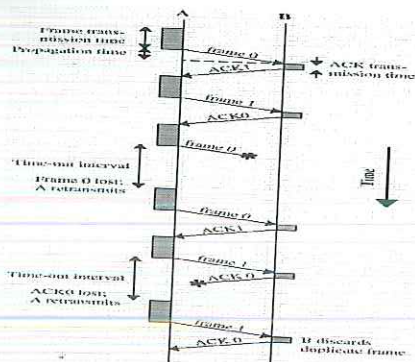 A
B
Frame trans-
mission time
Propagation time
frame 0
ACK1
ACK trans-
mission time
frame 1
ACK0
frame 0
Time-out interval
Frame 0 lost;
A retransmits
Time
frame 0
ACK1
frame 1
Time-out interval
ACK 0
ACK0 lost;
A retransmits
frame 1
ACK 0
B discards
duplicate frame